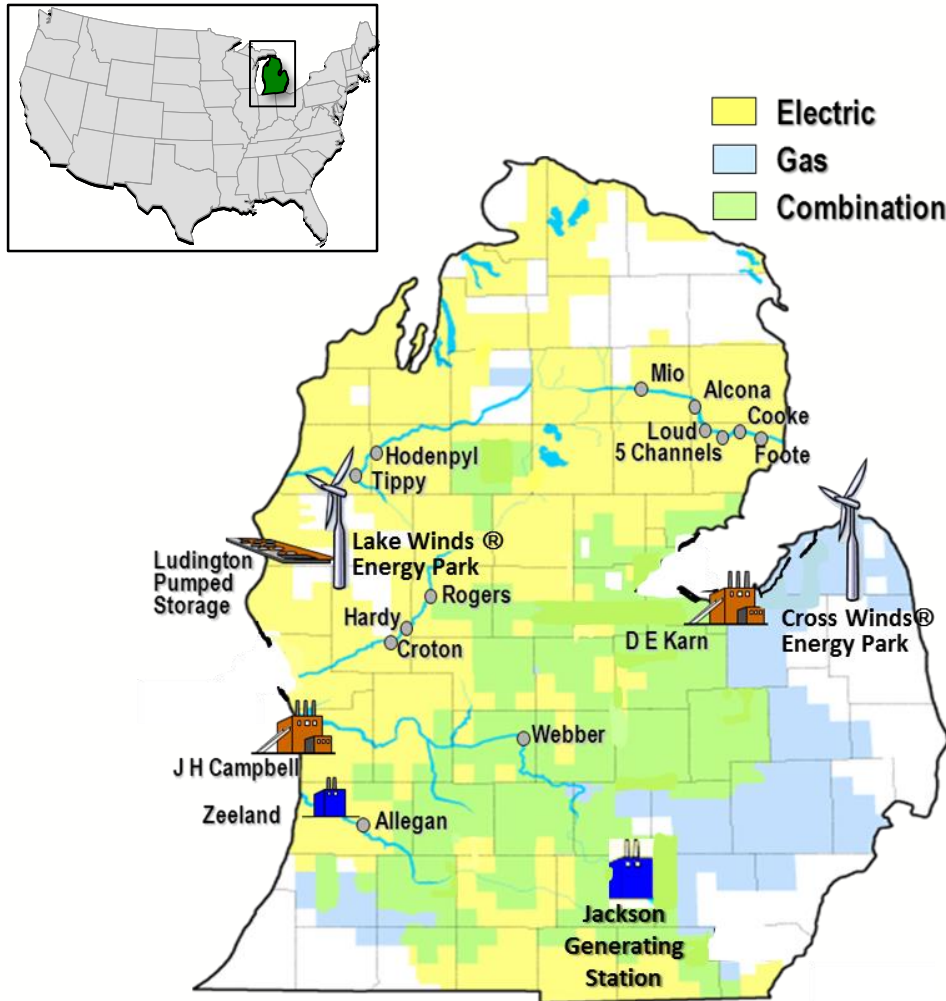 Electric
Gas
Combination
Mio
Alcona
Cooke
Loud
5 Channels
Foote
Hodenpyl
Tippy
Lake Winds ®
Energy Park
Ludington
Pumped
Storage
Rogers
Hardy
Croton
D E Karn
Cross Winds®
Energy Park
Webber
J H Campbell
Zeeland
Allegan
Jackson
Generating
Station